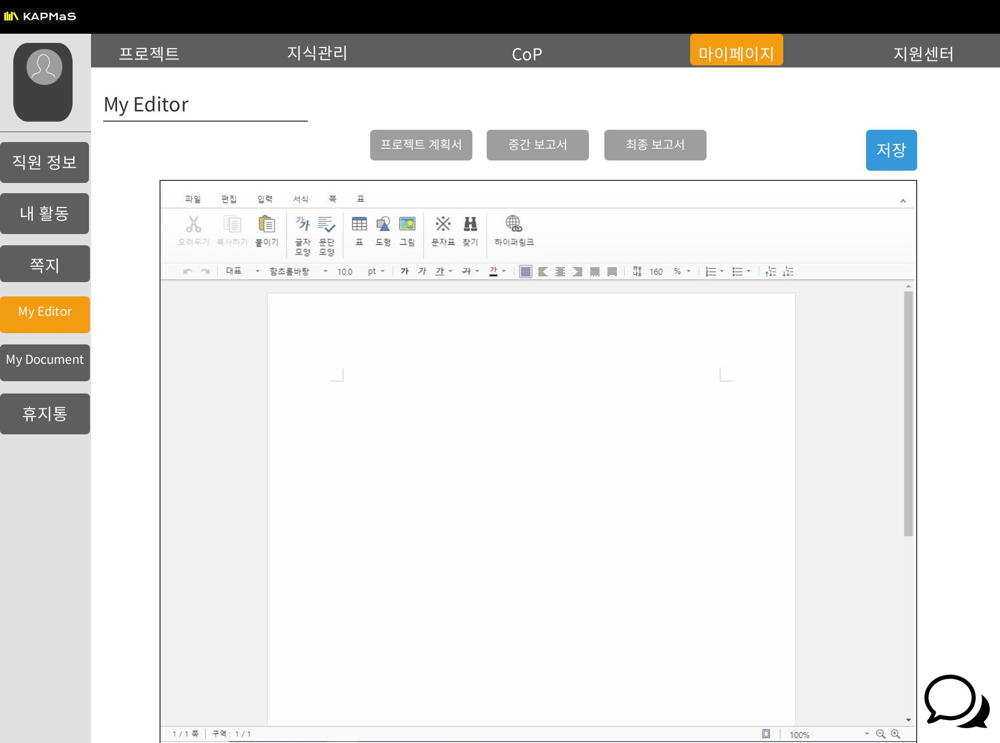 KAPMaS
프로젝트
지식관리
CoP
마이페이지
지원센터
My Editor
프로젝트 계획서
중간 보고서
최종 보고서
저장
직원 정보
내 활동
쪽지
My Editor
My Document
휴지통
파일 편집 입력 서식 쪽 표
오려두기 복사하기 붙이기 글자 모양 문단 모양 표 도형 그림 문자표 찾기 하이퍼링크
대표 함초롬바탕 10.0 pt 가 가 가 가 가 160 %
1 / 1 쪽 구역 : 1 / 1
100%